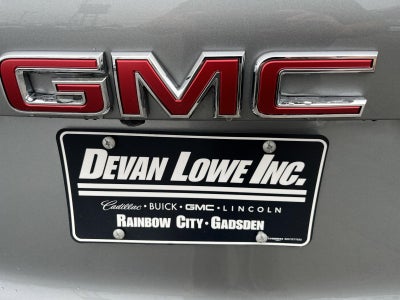 GMC
DEVAN LOWE INC.
Cadillac • BUICK • GMC • LINCOLN
RAINBOW CITY • GADSDEN